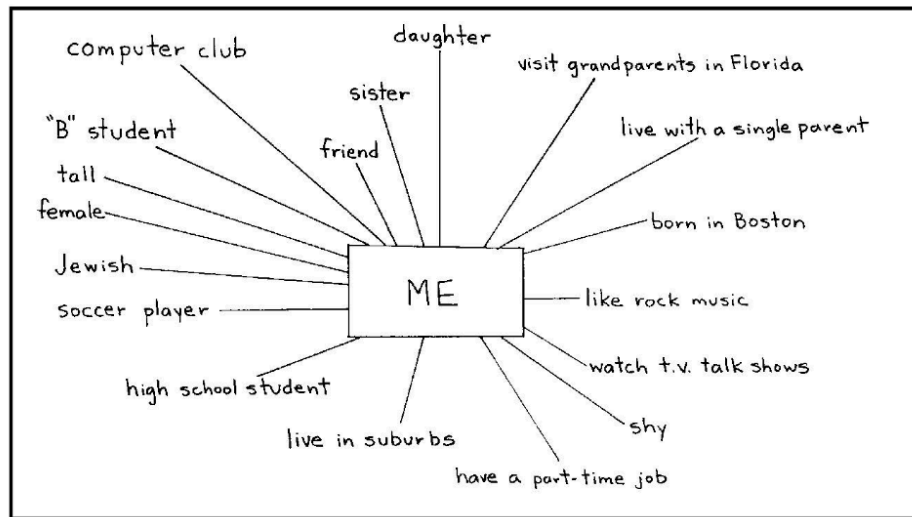 daughter
computer club
visit grandparents in Florida
sister
"B" student
live with a single parent
friend
tall
female
born in Boston
Jewish
ME
like rock music
soccer player
watch t.v. talk shows
high school student
shy
live in suburbs
have a part-time job